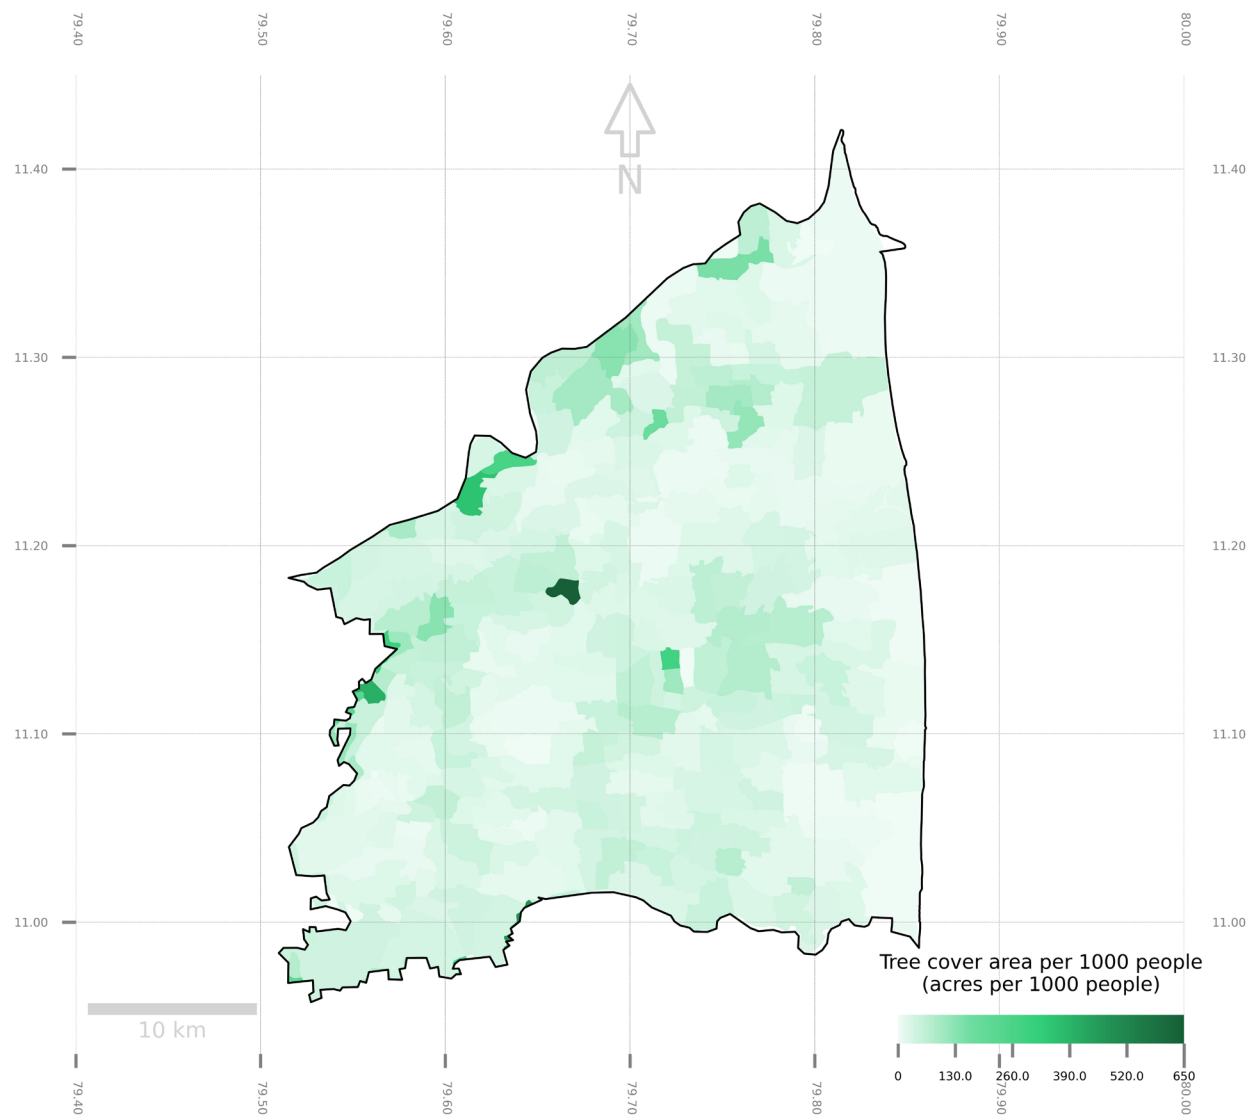 79.40 79.50 79.60 79.70 79.80 79.90 80.00
N
11.40 11.40
11.30 11.30
11.20 11.20
11.10 11.10
11.00 11.00
Tree cover area per 1000 people
(acres per 1000 people)
10 km
0 130.0 260.0 390.0 520.0 650
79.40 79.50 79.60 79.70 79.80 79.90 80.00